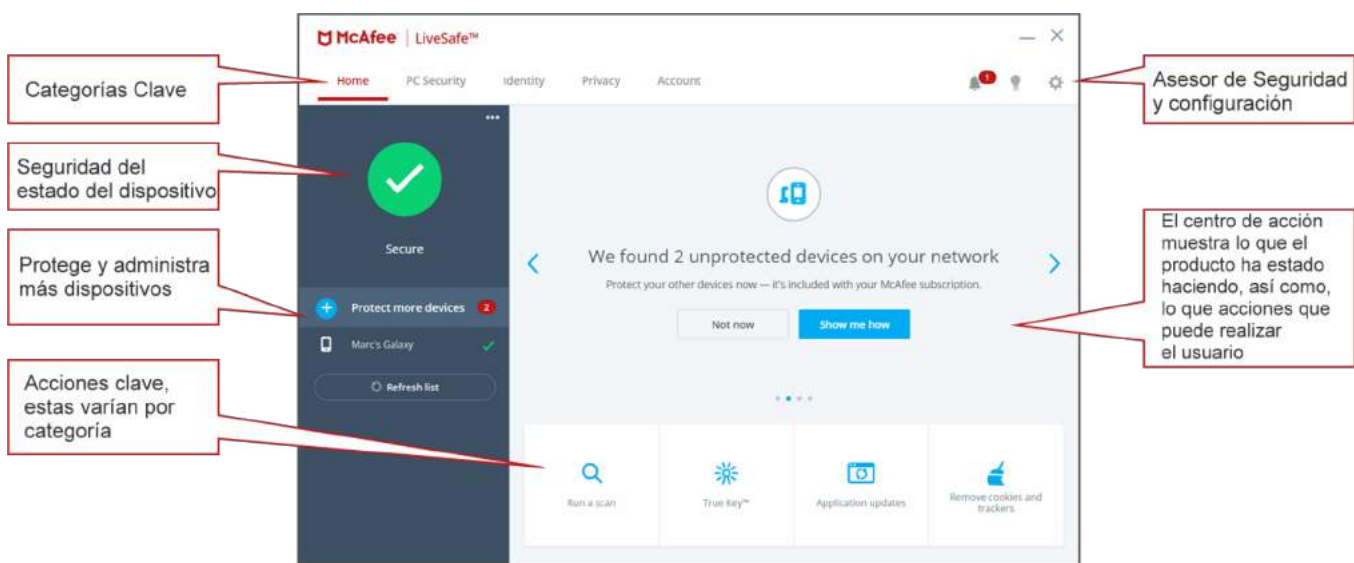 McAfee | LiveSafe™
Home PC Security Identity Privacy Account
1
Categorías Clave
Asesor de Seguridad
y configuración
Seguridad del
estado del dispositivo
Secure
Protege y administra
más dispositivos
Protect more devices 2
Marc's Galaxy
Refresh list
Acciones clave,
estas varían por
categoría
We found 2 unprotected devices on your network
Protect your other devices now — it's included with your McAfee subscription.
Not now Show me how
El centro de acción
muestra lo que el
producto ha estado
haciendo, así como,
lo que acciones que
puede realizar
el usuario
Run a scan
True Key™
Application updates
Remove cookies and
trackers